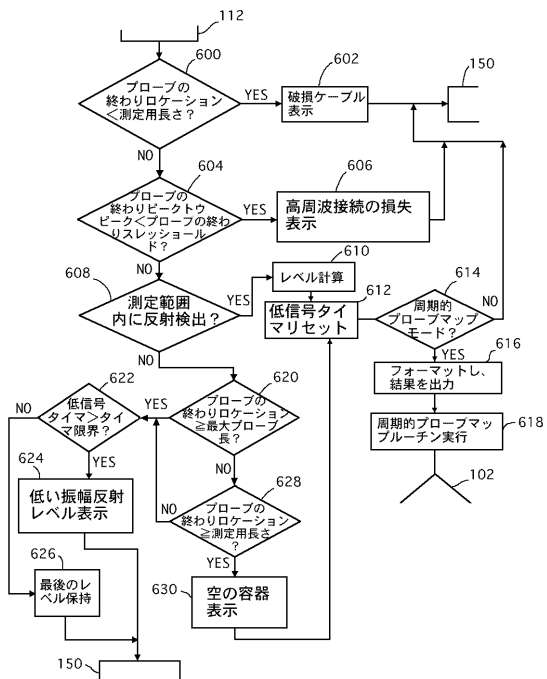 112
600
プローブの
終わりロケーション
<測定用長さ？
YES
602
破損ケーブル
表示
150
NO
604
プローブの
終わりピークトウ
ピーク<プローブの終わ
りスレッショール
ド？
YES
606
高周波接続の損失
表示
NO
608
測定範囲
内に反射検出？
YES
610
レベル計算
612
低信号タイ
マリセット
614
周期的
プローブマップ
モード？
NO
YES
616
フォーマットし、
結果を出力
618
周期的プローブマッ
プルーチン実行
102
NO
620
プローブの
終わりロケーション
≧最大プローブ
長？
YES
622
低信号
タイマ>タイ
マ限界？
NO
YES
624
低い振幅反射
レベル表示
626
最後のレ
ベル保持
NO
628
プローブの
終わりロケーション
≧測定用長さ
？
NO
YES
630
空の容器
表示
150